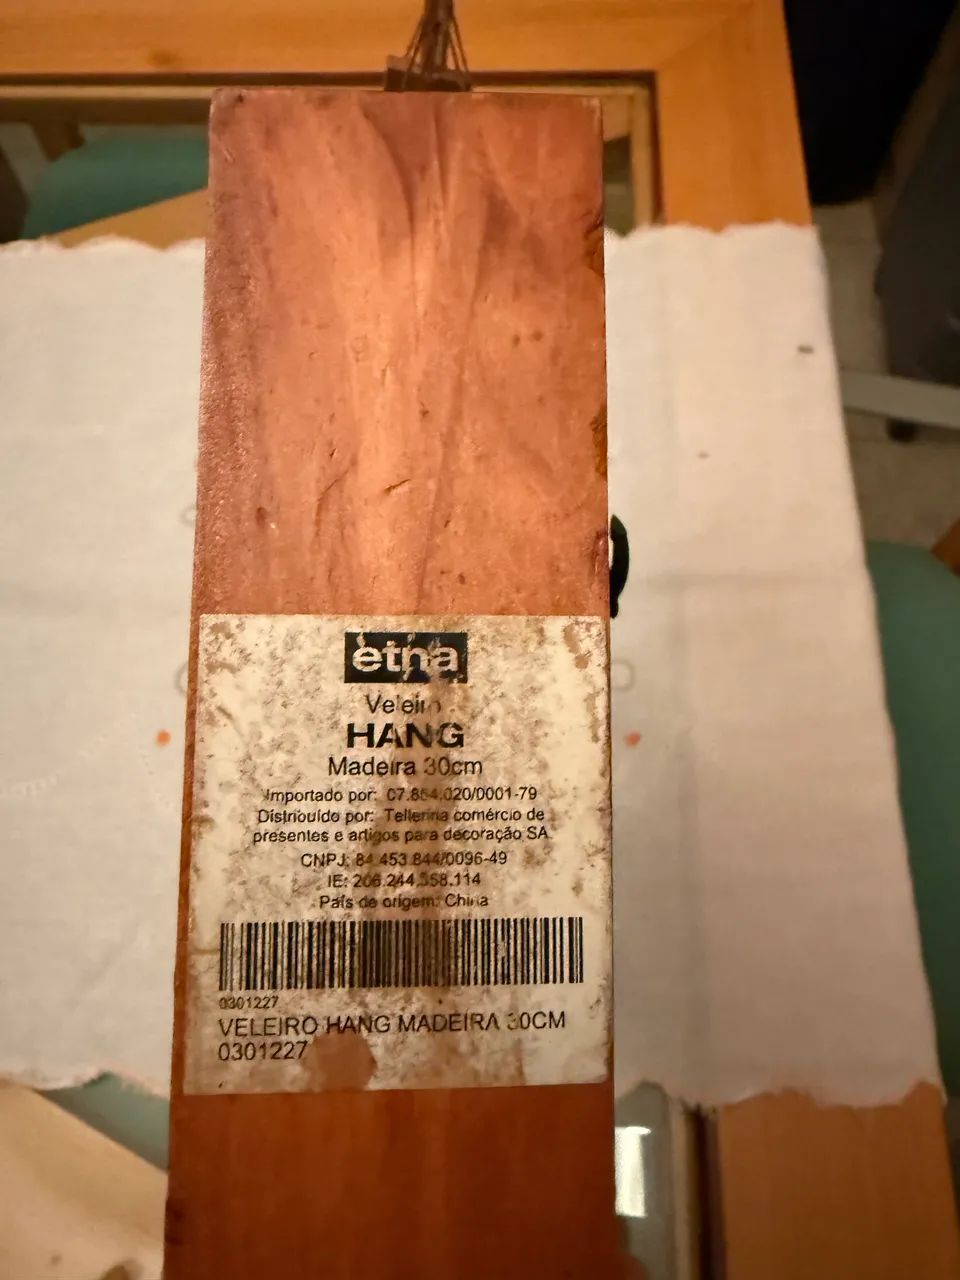 etna
Veleiro
HANG
Madeira 30cm
Importado por: 07.864.020/0001-79
Distribuído por: Tellerina comércio de
presentes e artigos para decoração SA
CNPJ: 84.453.844/0096-49
IE: 206.244.358.114
País de origem: China
0301227
VELEIRO HANG MADEIRA 30CM
0301227